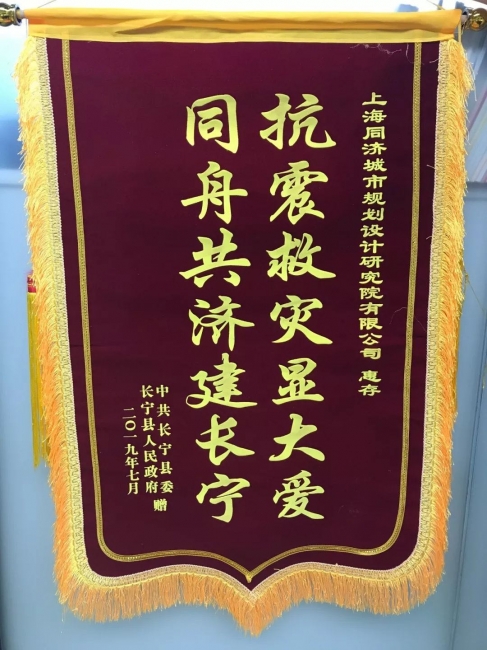 上海同济城市规划设计研究院有限公司 惠存
抗震救灾显大爱
同舟共济建长宁
中共长宁县委
长宁县人民政府 赠
二〇一九年七月